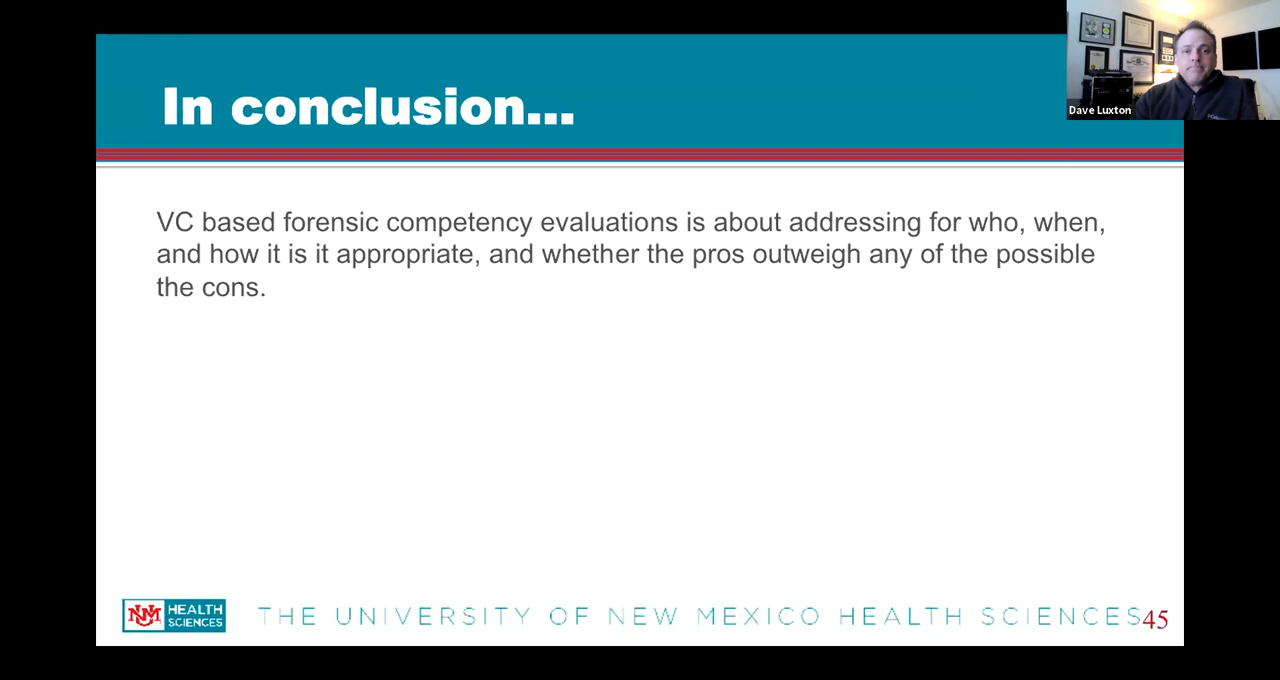 In conclusion...
Dave Luxton
VC based forensic competency evaluations is about addressing for who, when,
and how it is it appropriate, and whether the pros outweigh any of the possible
the cons.
UNM HEALTH
SCIENCES
THE UNIVERSITY OF NEW MEXICO HEALTH SCIENCES 45